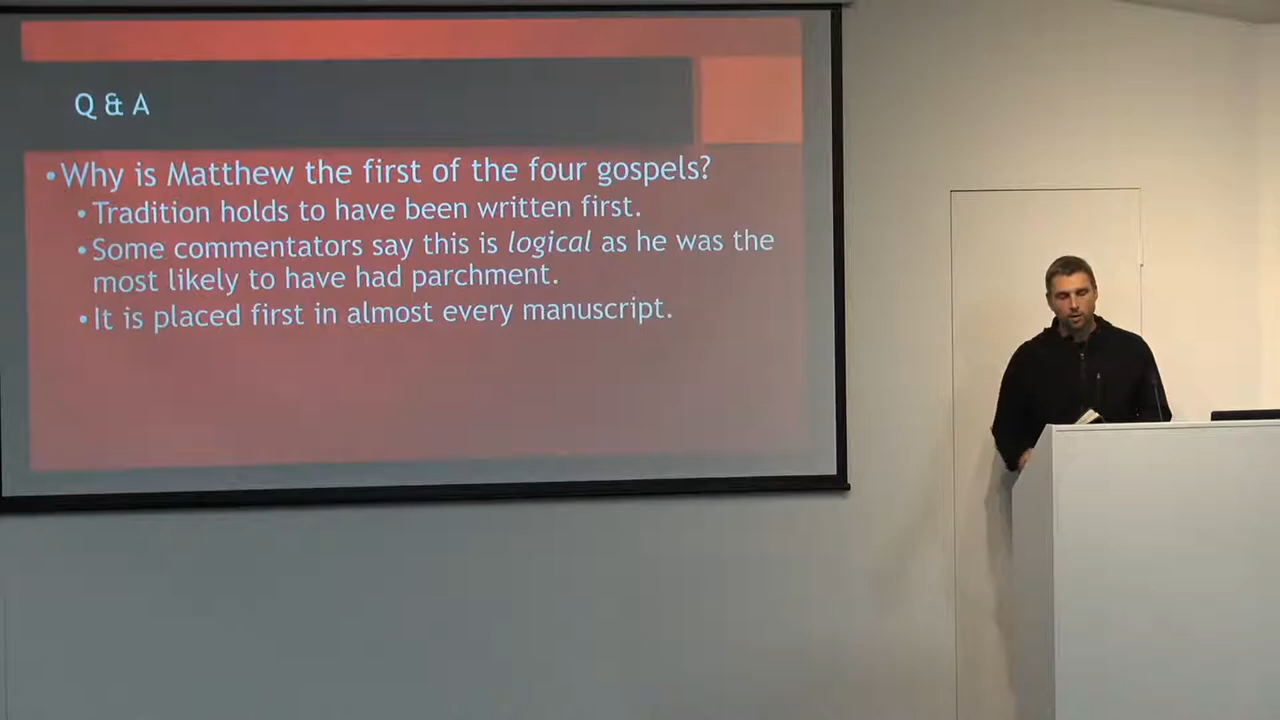 Q & A
• Why is Matthew the first of the four gospels?
• Tradition holds to have been written first.
• Some commentators say this is logical as he was the
most likely to have had parchment.
• It is placed first in almost every manuscript.